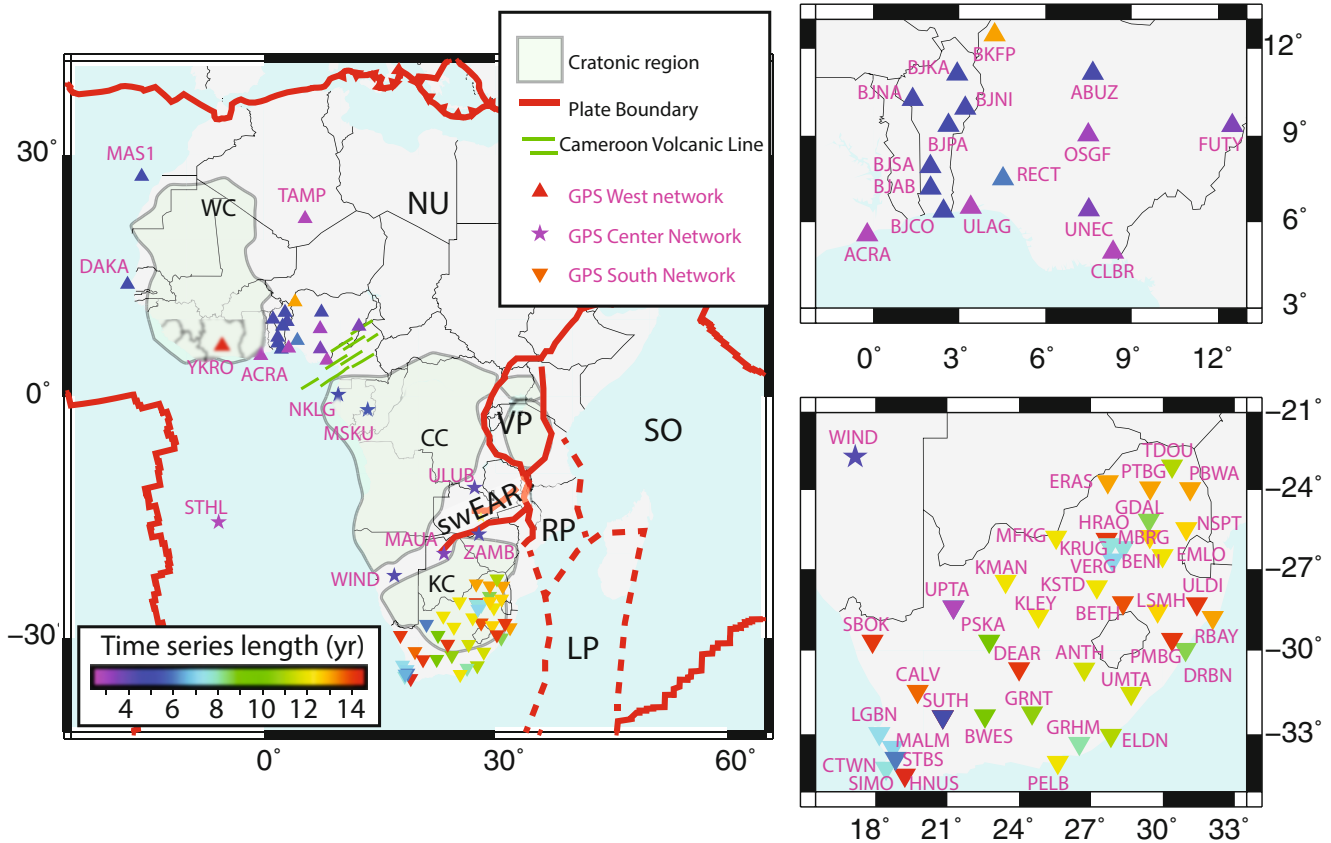 Cratonic region
Plate Boundary
Cameroon Volcanic Line
GPS West network
GPS Center Network
GPS South Network
30°
0°
−30°
0
30°
60°
MAS1
WC
TAMP
NU
DAKA
YKRO
ACRA
NKLG
MSKU
CC
VP
SO
ULUB
swEAR
STHL
RP
MAUA
ZAMB
WIND
KC
LP
Time series length (yr)
4 6 8 10 12 14
BKFP
BJKA
BJNA
BJNI
ABUZ
BJPA
OSGF
FUTY
BJSA
RECT
BJAB
BJCO
ULAG
UNEC
ACRA
CLBR
12°
9°
6°
3°
0° 3° 6° 9° 12°
WIND
TDOU
PTBG
PBWA
ERAS
GDAL
HRAO
NSPT
MFKG
MBRG
KRUG
BENI
EMLO
VERG
KMAN
KSTD
ULDI
UPTA
KLEY
BETH
LSMH
SBOK
PSKA
RBAY
DEAR
ANTH
PMBG
DRBN
CALV
UMTA
SUTH
GRNT
LGBN
BWES
GRHM
ELDN
MALM
STBS
CTWN
SIMO
HNUS
PELB
−21°
−24°
−27°
−30°
−33°
18° 21° 24° 27° 30° 33°